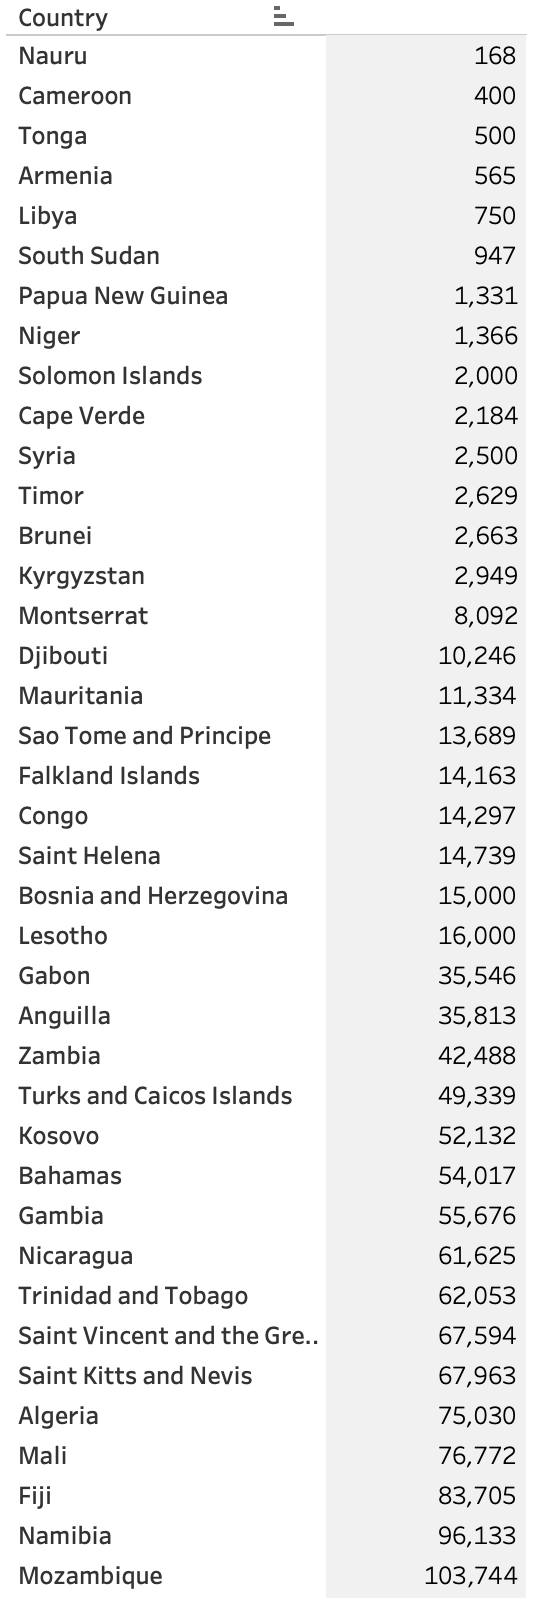 Country
Nauru 168
Cameroon 400
Tonga 500
Armenia 565
Libya 750
South Sudan 947
Papua New Guinea 1,331
Niger 1,366
Solomon Islands 2,000
Cape Verde 2,184
Syria 2,500
Timor 2,629
Brunei 2,663
Kyrgyzstan 2,949
Montserrat 8,092
Djibouti 10,246
Mauritania 11,334
Sao Tome and Principe 13,689
Falkland Islands 14,163
Congo 14,297
Saint Helena 14,739
Bosnia and Herzegovina 15,000
Lesotho 16,000
Gabon 35,546
Anguilla 35,813
Zambia 42,488
Turks and Caicos Islands 49,339
Kosovo 52,132
Bahamas 54,017
Gambia 55,676
Nicaragua 61,625
Trinidad and Tobago 62,053
Saint Vincent and the Gre.. 67,594
Saint Kitts and Nevis 67,963
Algeria 75,030
Mali 76,772
Fiji 83,705
Namibia 96,133
Mozambique 103,744